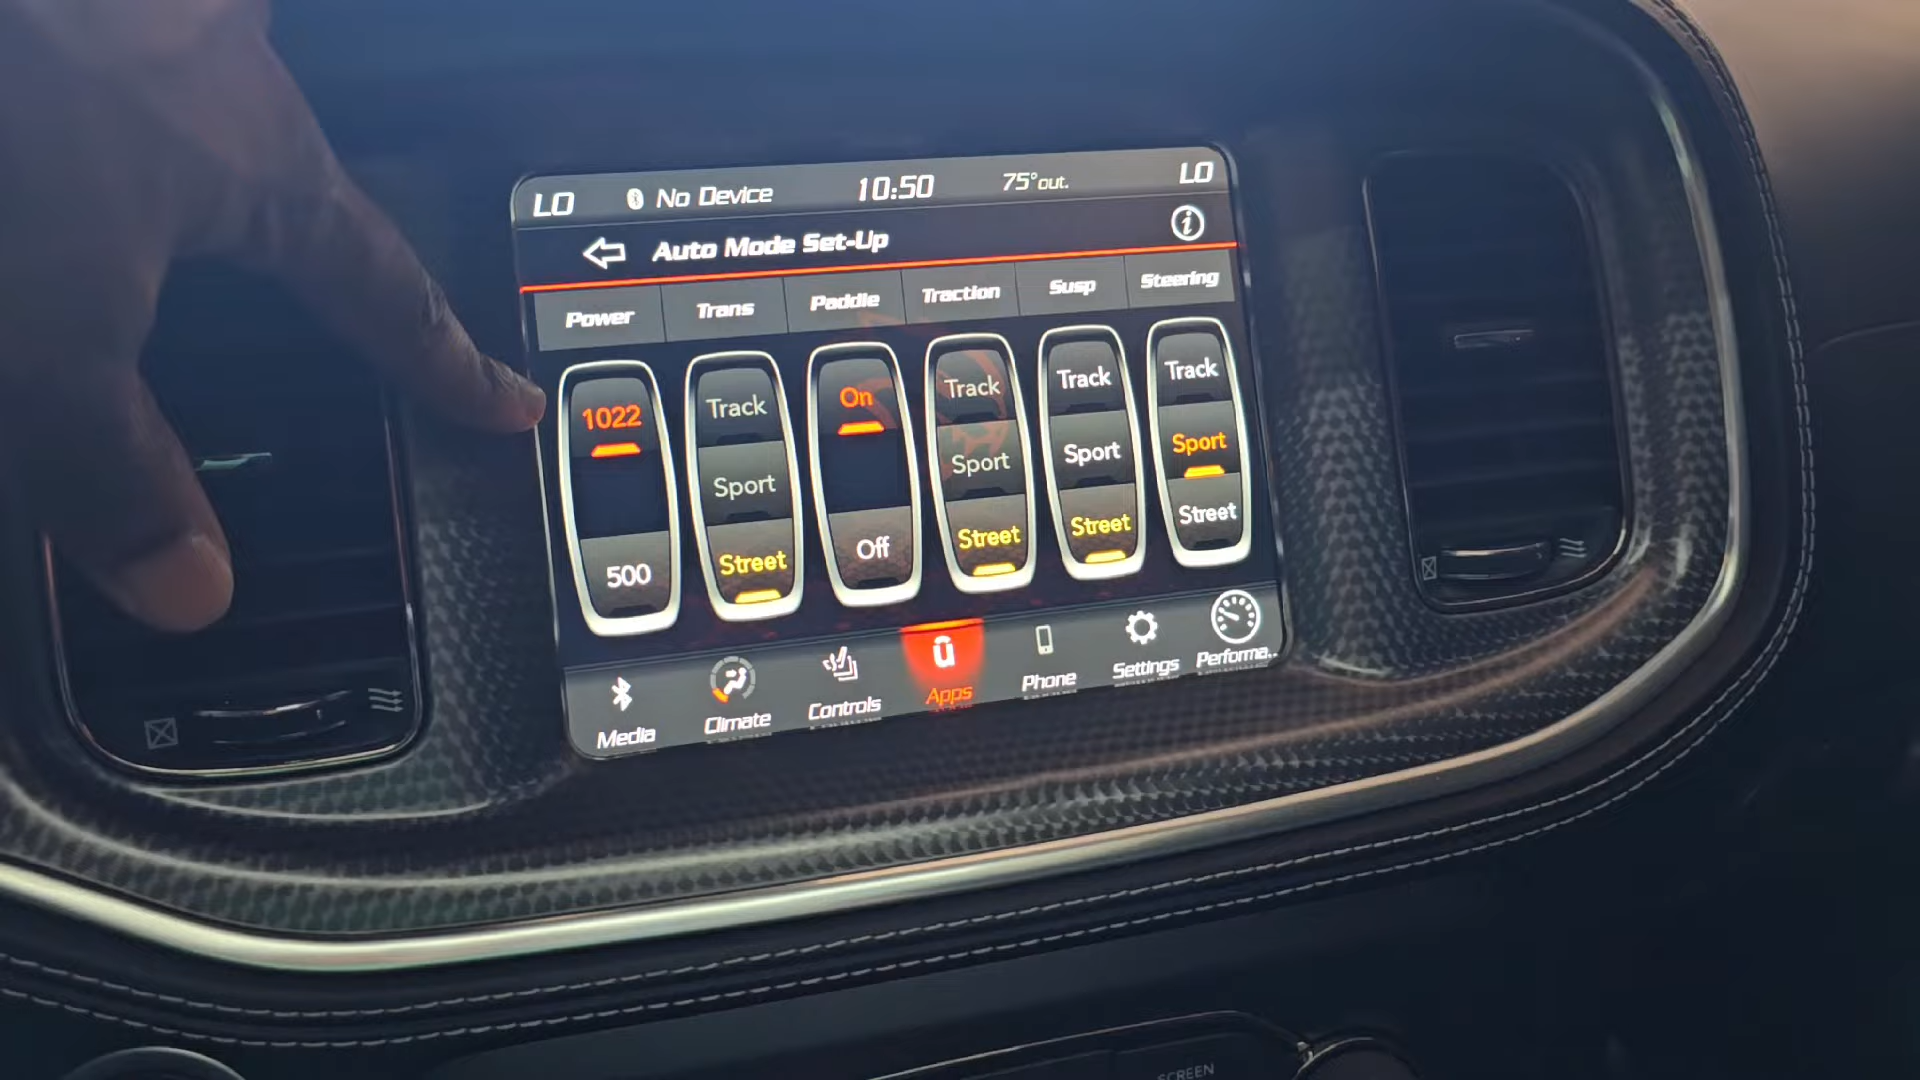 LO No Device 10:50 75° out. LO
Auto Mode Set-Up
Power Trans Paddle Traction Susp Steering
1022 Track On Track Track Track
Sport Sport Sport Sport
500 Street Off Street Street Street
Media Climate Controls Apps Phone Settings Performa..
SCREEN